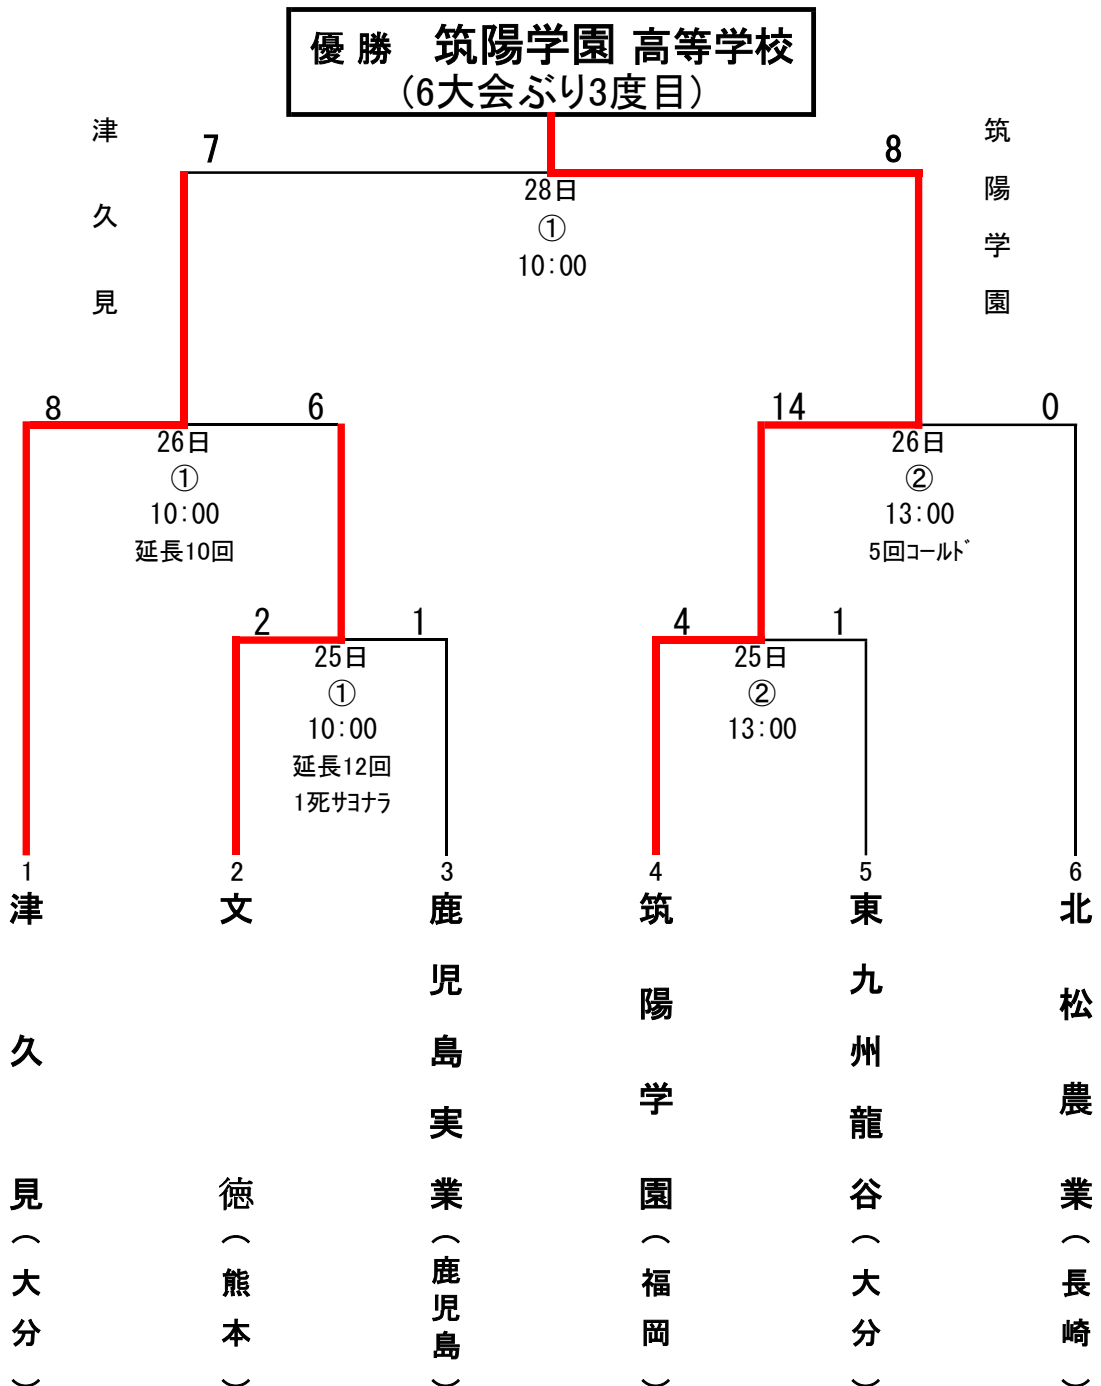 優勝 筑陽学園 高等学校
(6大会ぶり3度目)
津久見
7
8
筑陽学園
28日
①
10:00
8
6
26日
①
10:00
延長10回
14
0
26日
②
13:00
5回コールド
2
1
25日
①
10:00
延長12回
1死サヨナラ
4
1
25日
②
13:00
1
津久見(大分)
2
文徳(熊本)
3
鹿児島実業(鹿児島)
4
筑陽学園(福岡)
5
東九州龍谷(大分)
6
北松農業(長崎)